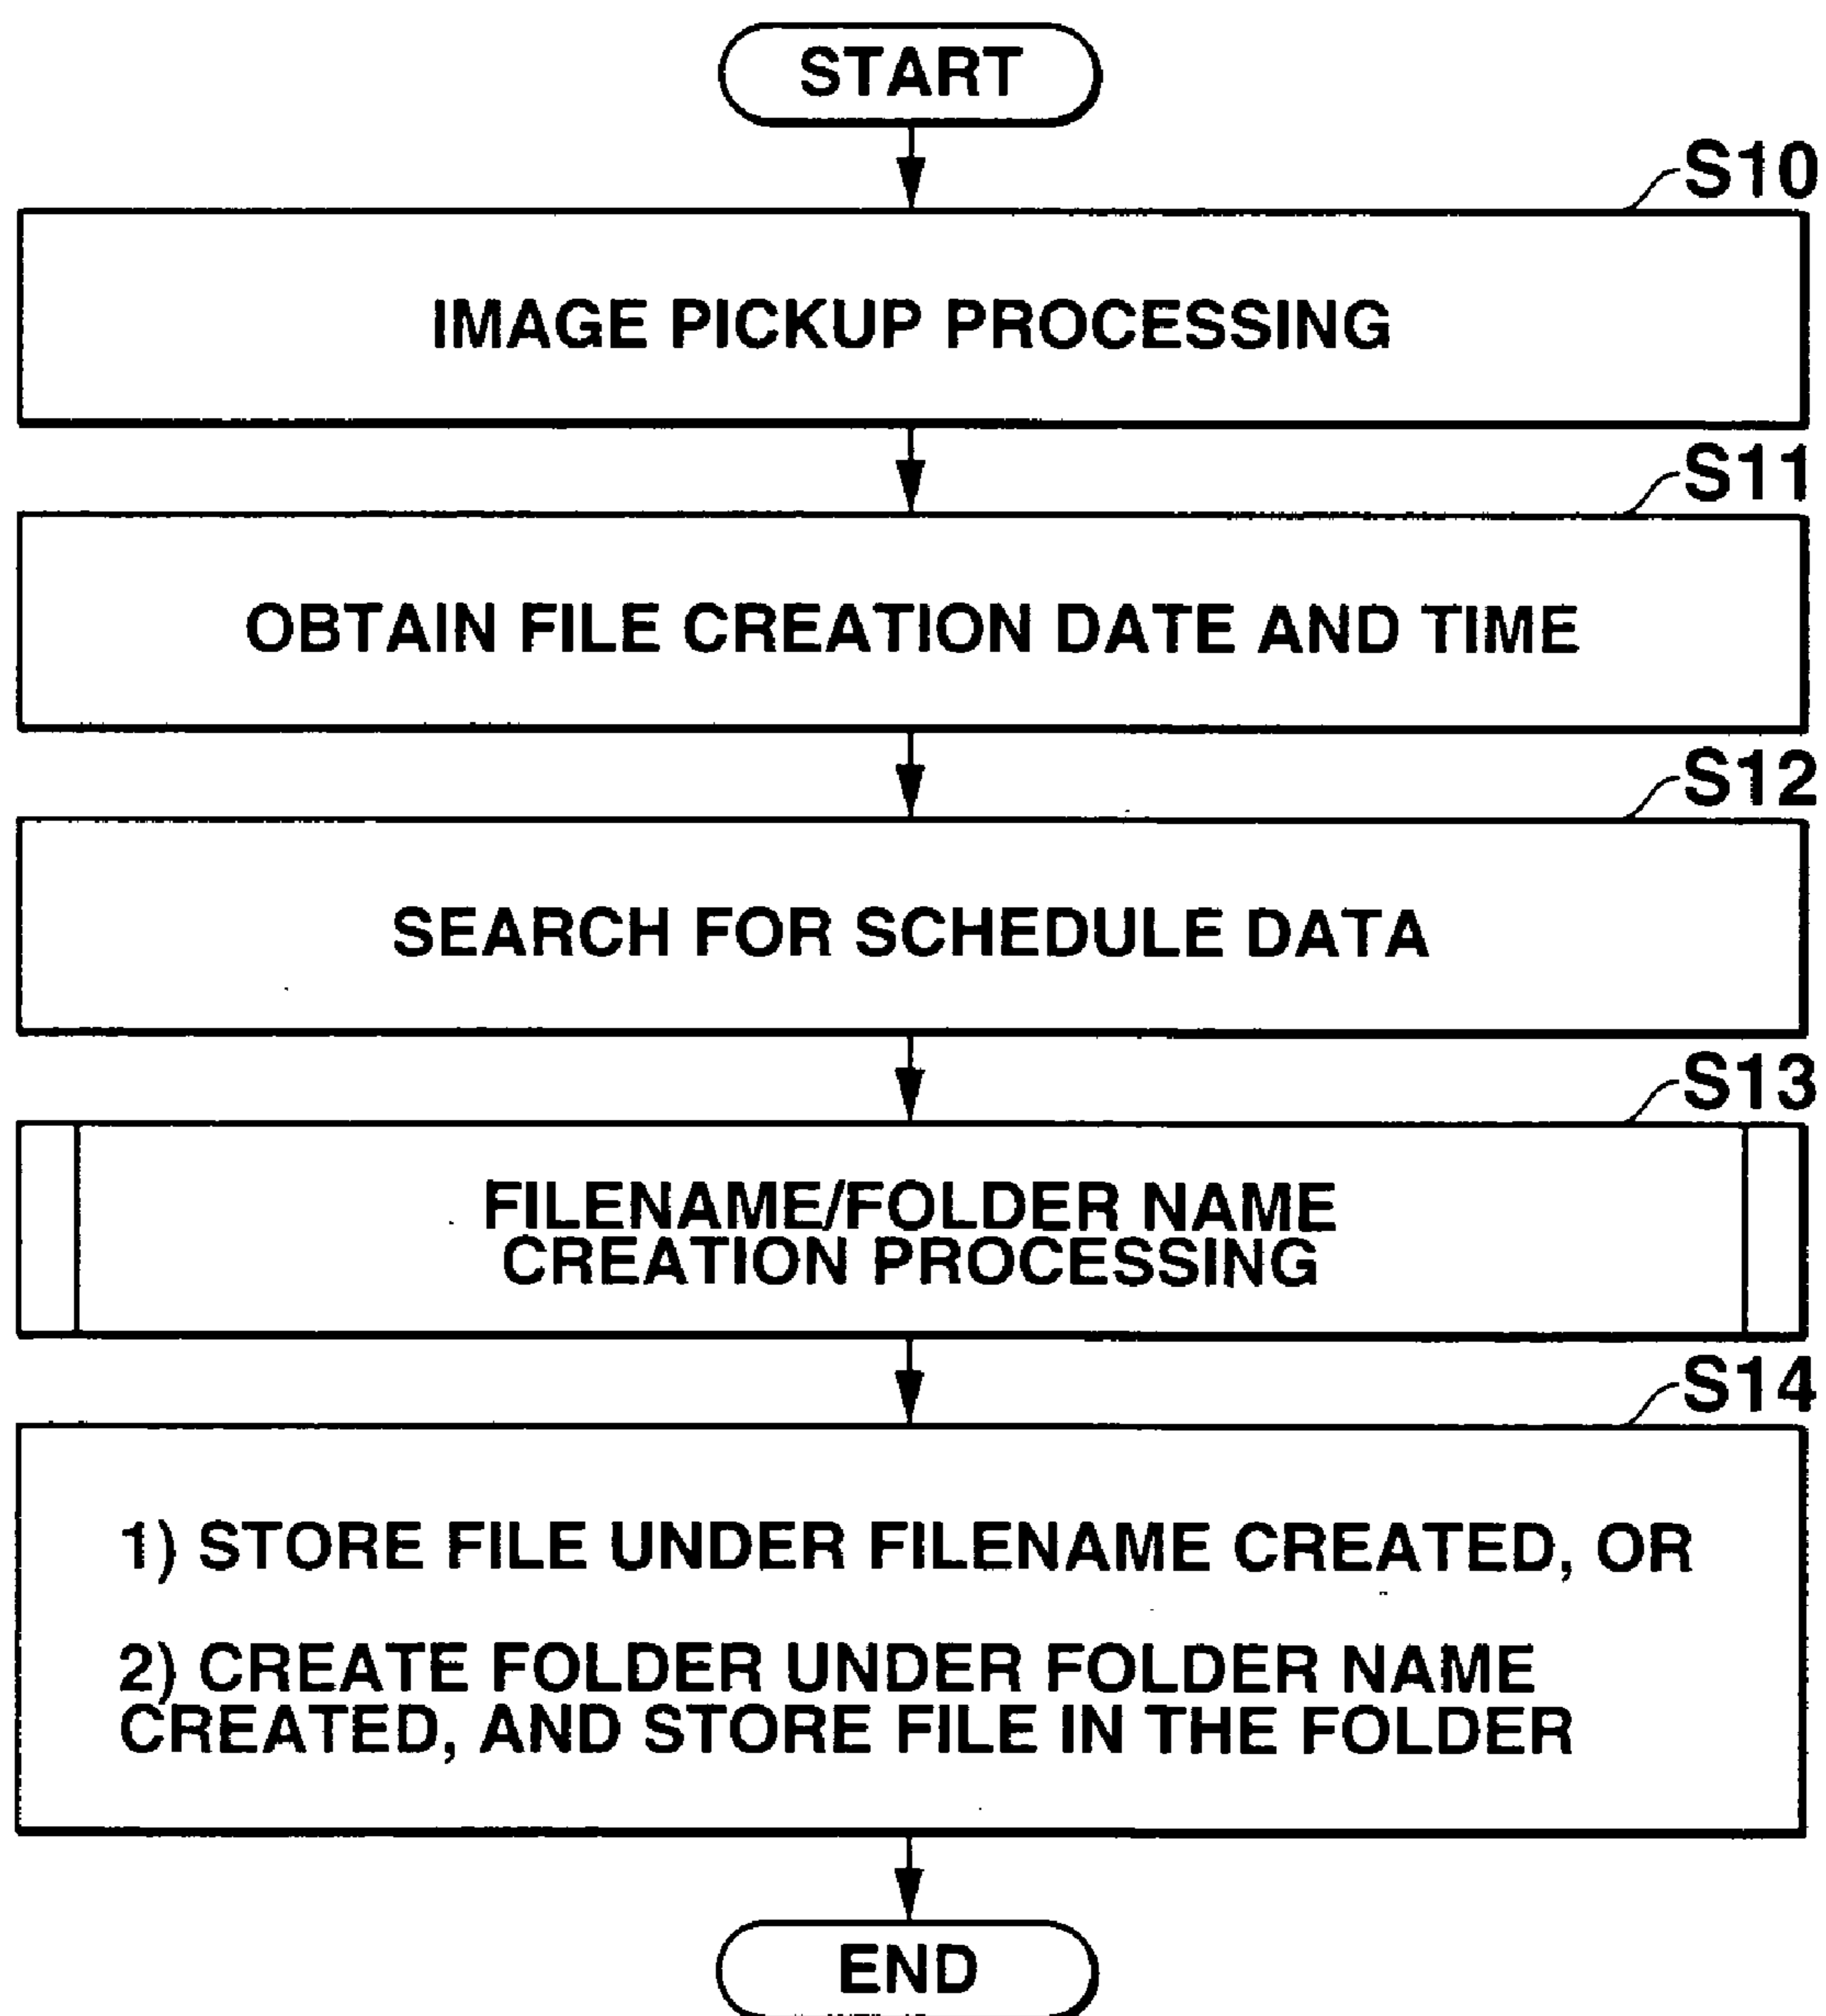 START
S10
IMAGE PICKUP PROCESSING
S11
OBTAIN FILE CREATION DATE AND TIME
S12
SEARCH FOR SCHEDULE DATA
S13
FILENAME/FOLDER NAME
CREATION PROCESSING
S14
1) STORE FILE UNDER FILENAME CREATED, OR
2) CREATE FOLDER UNDER FOLDER NAME
CREATED, AND STORE FILE IN THE FOLDER
END